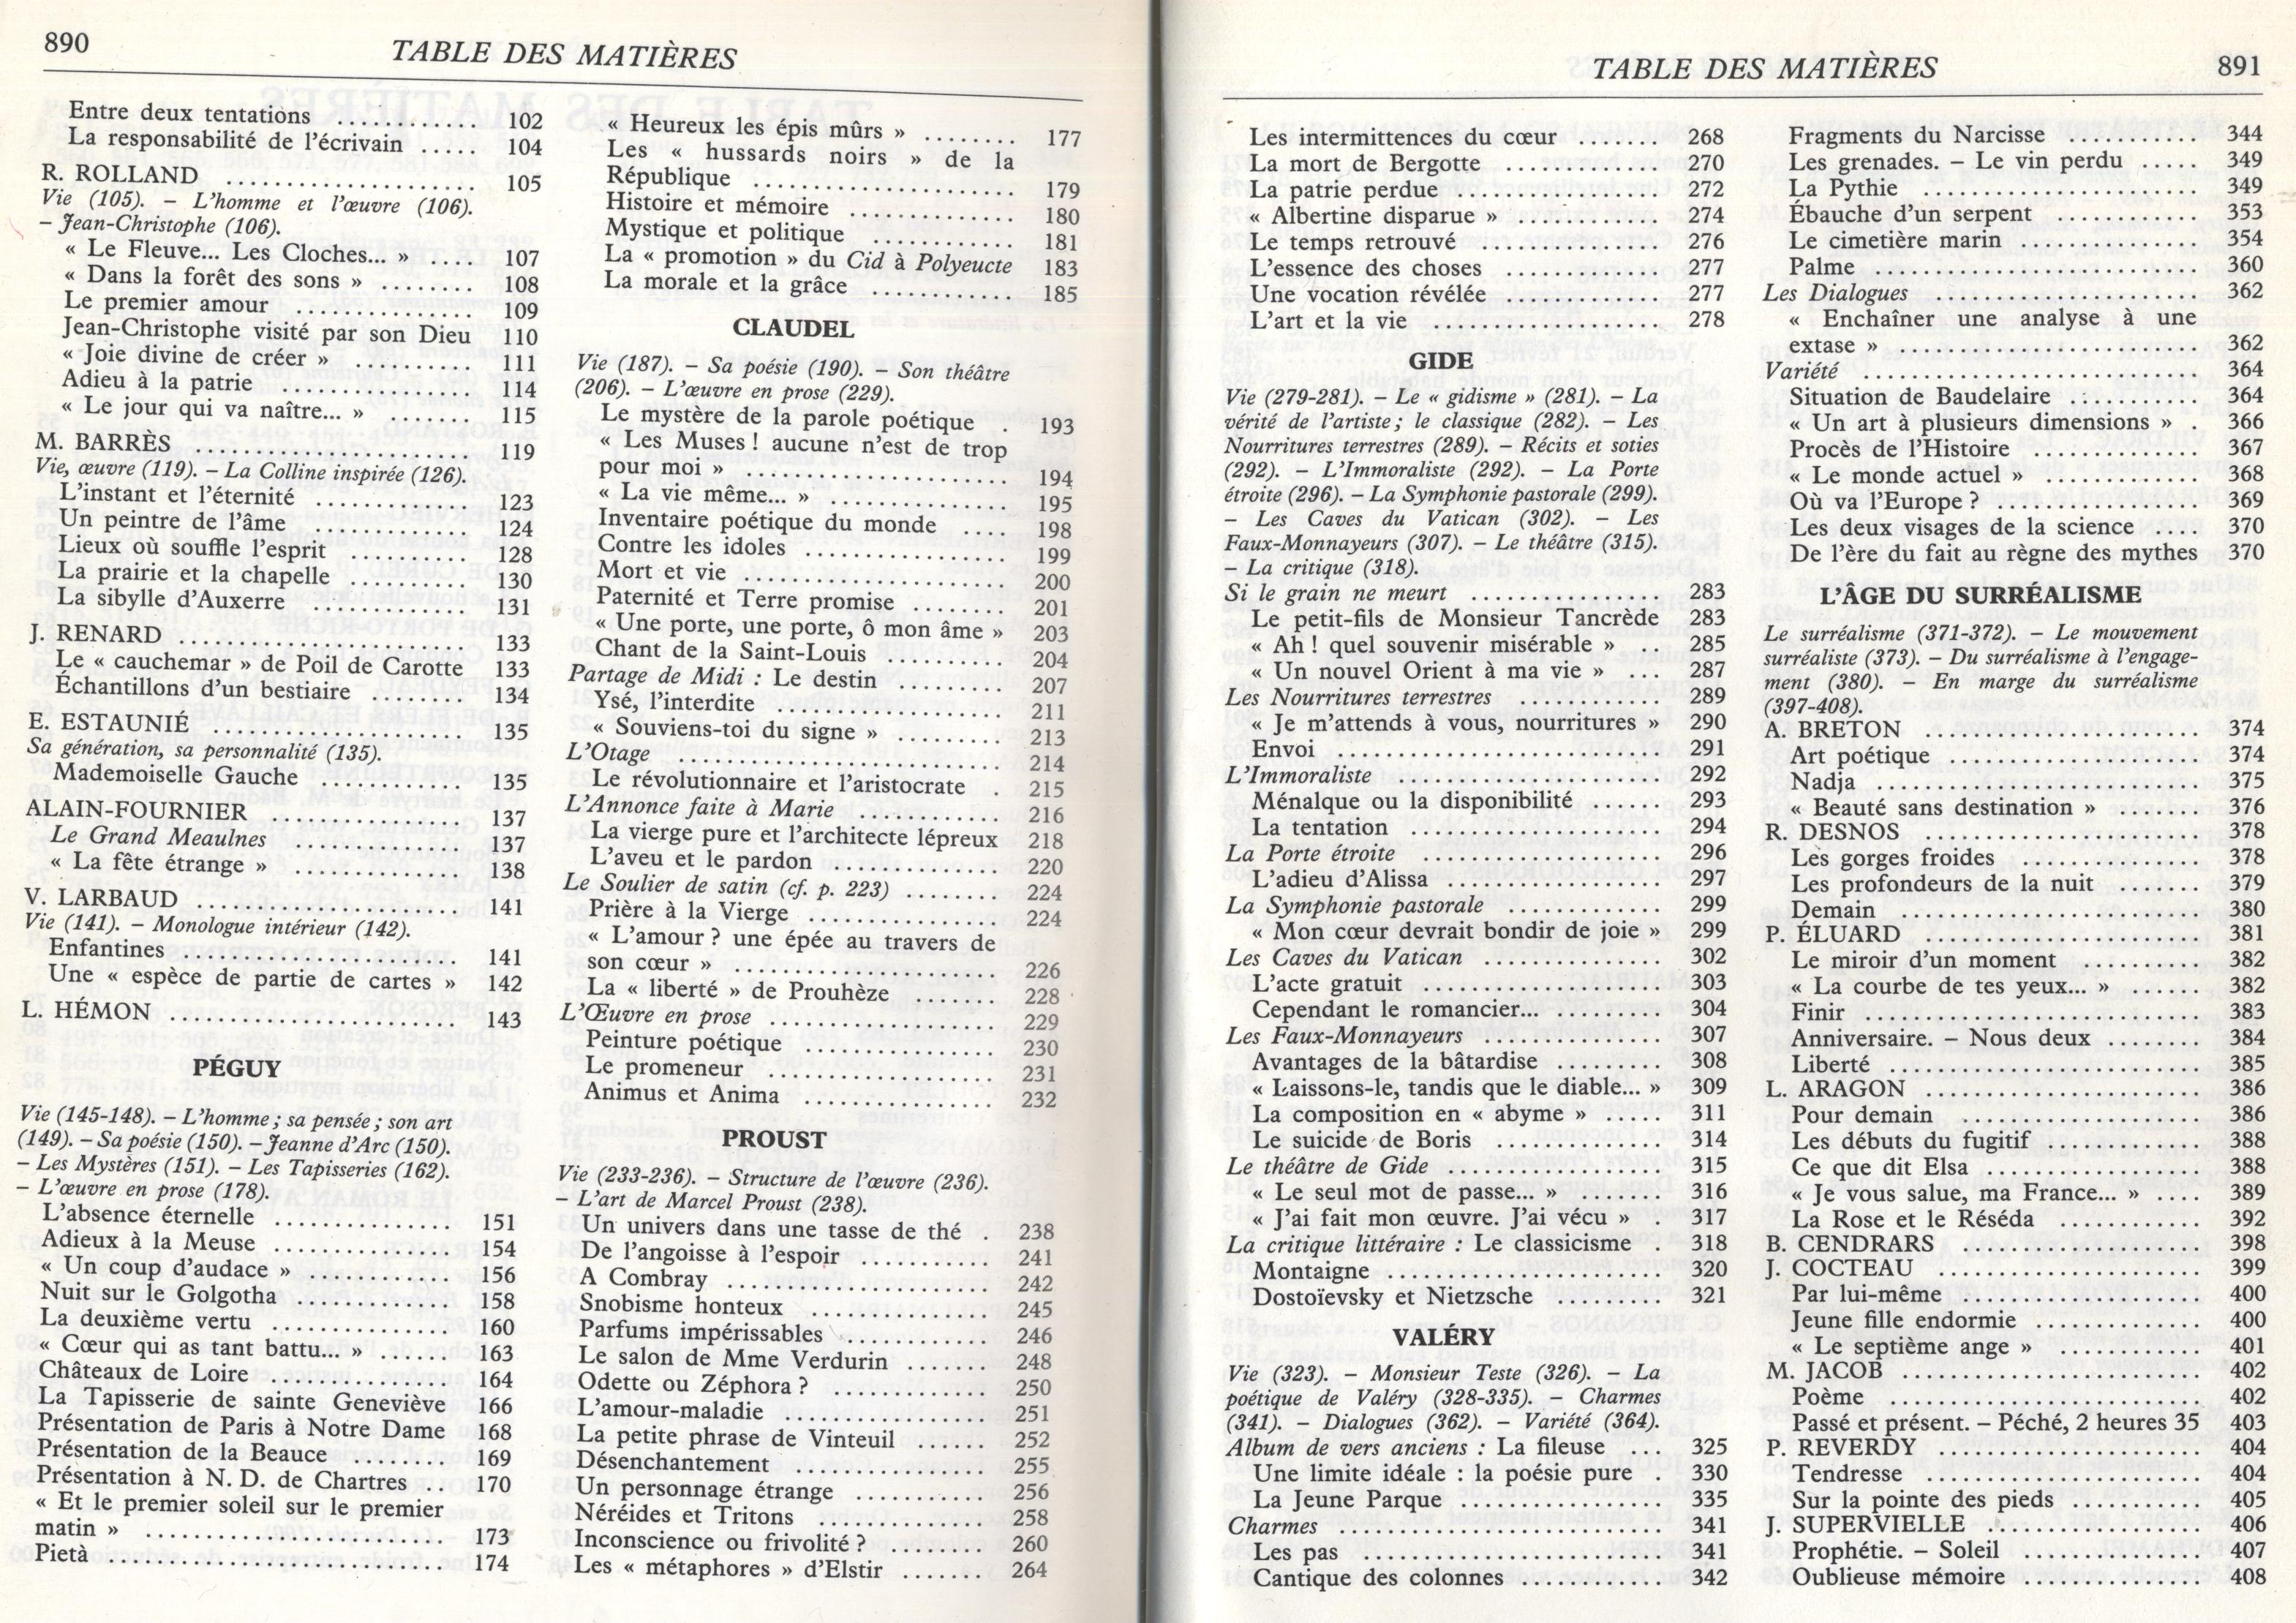 890
TABLE DES MATIÈRES
Entre deux tentations ............ 102
La responsabilité de l'écrivain ..... 104
R. ROLLAND ...................... 105
Vie (105). – L'homme et l'œuvre (106).
– Jean-Christophe (106).
« Le Fleuve... Les Cloches... » ..... 107
« Dans la forêt des sons » ........ 108
Le premier amour ................ 109
Jean-Christophe visité par son Dieu 110
« Joie divine de créer » ........... 111
Adieu à la patrie ................ 114
« Le jour qui va naître... » ....... 115
M. BARRÈS ...................... 119
Vie, œuvre (119). – La Colline inspirée (126).
L'instant et l'éternité ............ 123
Un peintre de l'âme .............. 124
Lieux où souffle l'esprit .......... 128
La prairie et la chapelle .......... 130
La sibylle d'Auxerre .............. 131
J. RENARD ....................... 133
Le « cauchemar » de Poil de Carotte 133
Échantillons d'un bestiaire ........ 134
E. ESTAUNIÉ ..................... 135
Sa génération, sa personnalité (135).
Mademoiselle Gauche ............. 135
ALAIN-FOURNIER ................ 137
Le Grand Meaulnes ............... 137
« La fête étrange » ............... 138
V. LARBAUD ..................... 141
Vie (141). – Monologue intérieur (142).
Enfantines ....................... 141
Une « espèce de partie de cartes » 142
L. HÉMON ....................... 143
PÉGUY
Vie (145-148). – L'homme ; sa pensée ; son art
(149). – Sa poésie (150). – Jeanne d'Arc (150).
– Les Mystères (151). – Les Tapisseries (162).
– L'œuvre en prose (178).
L'absence éternelle ............... 151
Adieux à la Meuse ............... 154
« Un coup d'audace » ............ 156
Nuit sur le Golgotha ............. 158
La deuxième vertu ............... 160
« Cœur qui as tant battu... » ...... 163
Châteaux de Loire ............... 164
La Tapisserie de sainte Geneviève 166
Présentation de Paris à Notre Dame 168
Présentation de la Beauce ........ 169
Présentation à N. D. de Chartres .. 170
« Et le premier soleil sur le premier
matin » ......................... 173
Pietà ............................ 174
« Heureux les épis mûrs » ........ 177
Les « hussards noirs » de la
République ...................... 179
Histoire et mémoire .............. 180
Mystique et politique ............ 181
La « promotion » du Cid à Polyeucte 183
La morale et la grâce ............ 185
CLAUDEL
Vie (187). – Sa poésie (190). – Son théâtre
(206). – L'œuvre en prose (229).
Le mystère de la parole poétique . 193
« Les Muses ! aucune n'est de trop
pour moi » ...................... 194
« La vie même... » ............... 195
Inventaire poétique du monde .... 198
Contre les idoles ................ 199
Mort et vie ...................... 200
Paternité et Terre promise ........ 201
« Une porte, une porte, ô mon âme » 203
Chant de la Saint-Louis .......... 204
Partage de Midi : Le destin ......... 207
Ysé, l'interdite .................. 211
« Souviens-toi du signe » ......... 213
L'Otage ........................... 214
Le révolutionnaire et l'aristocrate . 215
L'Annonce faite à Marie ............ 216
La vierge pure et l'architecte lépreux 218
L'aveu et le pardon .............. 220
Le Soulier de satin (cf. p. 223) ...... 224
Prière à la Vierge ................ 224
« L'amour ? une épée au travers de
son cœur » ...................... 226
La « liberté » de Prouhèze ....... 228
L'Œuvre en prose .................. 229
Peinture poétique ................ 230
Le promeneur ................... 231
Animus et Anima ................ 232
PROUST
Vie (233-236). – Structure de l'œuvre (236).
– L'art de Marcel Proust (238).
Un univers dans une tasse de thé . 238
De l'angoisse à l'espoir ........... 241
A Combray ...................... 242
Snobisme honteux ............... 245
Parfums impérissables ............ 246
Le salon de Mme Verdurin ....... 248
Odette ou Zéphora ? ............. 250
L'amour-maladie ................. 251
La petite phrase de Vinteuil ...... 252
Désenchantement ................ 255
Un personnage étrange ........... 256
Néréides et Tritons .............. 258
Inconscience ou frivolité ? ........ 260
Les « métaphores » d'Elstir ....... 264
TABLE DES MATIÈRES
891
Les intermittences du cœur ....... 268
La mort de Bergotte ............. 270
La patrie perdue ................. 272
« Albertine disparue » ............ 274
Le temps retrouvé ............... 276
L'essence des choses ............. 277
Une vocation révélée ............. 277
L'art et la vie ................... 278
GIDE
Vie (279-281). – Le « gidisme » (281). – La
vérité de l'artiste ; le classique (282). – Les
Nourritures terrestres (289). – Récits et soties
(292). – L'Immoraliste (292). – La Porte
étroite (296). – La Symphonie pastorale (299).
– Les Caves du Vatican (302). – Les
Faux-Monnayeurs (307). – Le théâtre (315).
– La critique (318).
Si le grain ne meurt ............... 283
Le petit-fils de Monsieur Tancrède 283
« Ah ! quel souvenir misérable » .. 285
« Un nouvel Orient à ma vie » ... 287
Les Nourritures terrestres ........... 289
« Je m'attends à vous, nourritures » 290
Envoi ........................... 291
L'Immoraliste ...................... 292
Ménalque ou la disponibilité ...... 293
La tentation ..................... 294
La Porte étroite ................... 296
L'adieu d'Alissa .................. 297
La Symphonie pastorale ............ 299
« Mon cœur devrait bondir de joie » 299
Les Caves du Vatican .............. 302
L'acte gratuit .................... 303
Cependant le romancier... ......... 304
Les Faux-Monnayeurs .............. 307
Avantages de la bâtardise ......... 308
« Laissons-le, tandis que le diable... » 309
La composition en « abyme » ..... 311
Le suicide de Boris .............. 314
Le théâtre de Gide ................ 315
« Le seul mot de passe... » ........ 316
« J'ai fait mon œuvre. J'ai vécu » . 317
La critique littéraire : Le classicisme . 318
Montaigne ....................... 320
Dostoïevsky et Nietzsche ......... 321
VALÉRY
Vie (323). – Monsieur Teste (326). – La
poétique de Valéry (328-335). – Charmes
(341). – Dialogues (362). – Variété (364).
Album de vers anciens : La fileuse ... 325
Une limite idéale : la poésie pure . 330
La Jeune Parque ................. 335
Charmes .......................... 341
Les pas ......................... 341
Cantique des colonnes ............ 342
Fragments du Narcisse ........... 344
Les grenades. – Le vin perdu ..... 349
La Pythie ....................... 349
Ébauche d'un serpent ............ 353
Le cimetière marin ............... 354
Palme ........................... 360
Les Dialogues ..................... 362
« Enchaîner une analyse à une
extase » ......................... 362
Variété ........................... 364
Situation de Baudelaire ........... 364
« Un art à plusieurs dimensions » . 366
Procès de l'Histoire .............. 367
« Le monde actuel » ............. 368
Où va l'Europe ? ................. 369
Les deux visages de la science .... 370
De l'ère du fait au règne des mythes 370
L'ÂGE DU SURRÉALISME
Le surréalisme (371-372). – Le mouvement
surréaliste (373). – Du surréalisme à l'engage-
ment (380). – En marge du surréalisme
(397-408).
A. BRETON ...................... 374
Art poétique ..................... 374
Nadja ........................... 375
« Beauté sans destination » ....... 376
R. DESNOS ...................... 378
Les gorges froides ................ 378
Les profondeurs de la nuit ....... 379
Demain ......................... 380
P. ÉLUARD ...................... 381
Le miroir d'un moment .......... 382
« La courbe de tes yeux... » ...... 382
Finir ............................ 383
Anniversaire. – Nous deux ........ 384
Liberté .......................... 385
L. ARAGON ...................... 386
Pour demain .................... 386
Les débuts du fugitif ............. 388
Ce que dit Elsa .................. 388
« Je vous salue, ma France... » .... 389
La Rose et le Réséda ............ 392
B. CENDRARS ................... 398
J. COCTEAU ..................... 399
Par lui-même .................... 400
Jeune fille endormie .............. 400
« Le septième ange » ............ 401
M. JACOB ........................ 402
Poème .......................... 402
Passé et présent. – Péché, 2 heures 35 403
P. REVERDY ..................... 404
Tendresse ....................... 404
Sur la pointe des pieds ........... 405
J. SUPERVIELLE .................. 406
Prophétie. – Soleil ............... 407
Oublieuse mémoire ............... 408